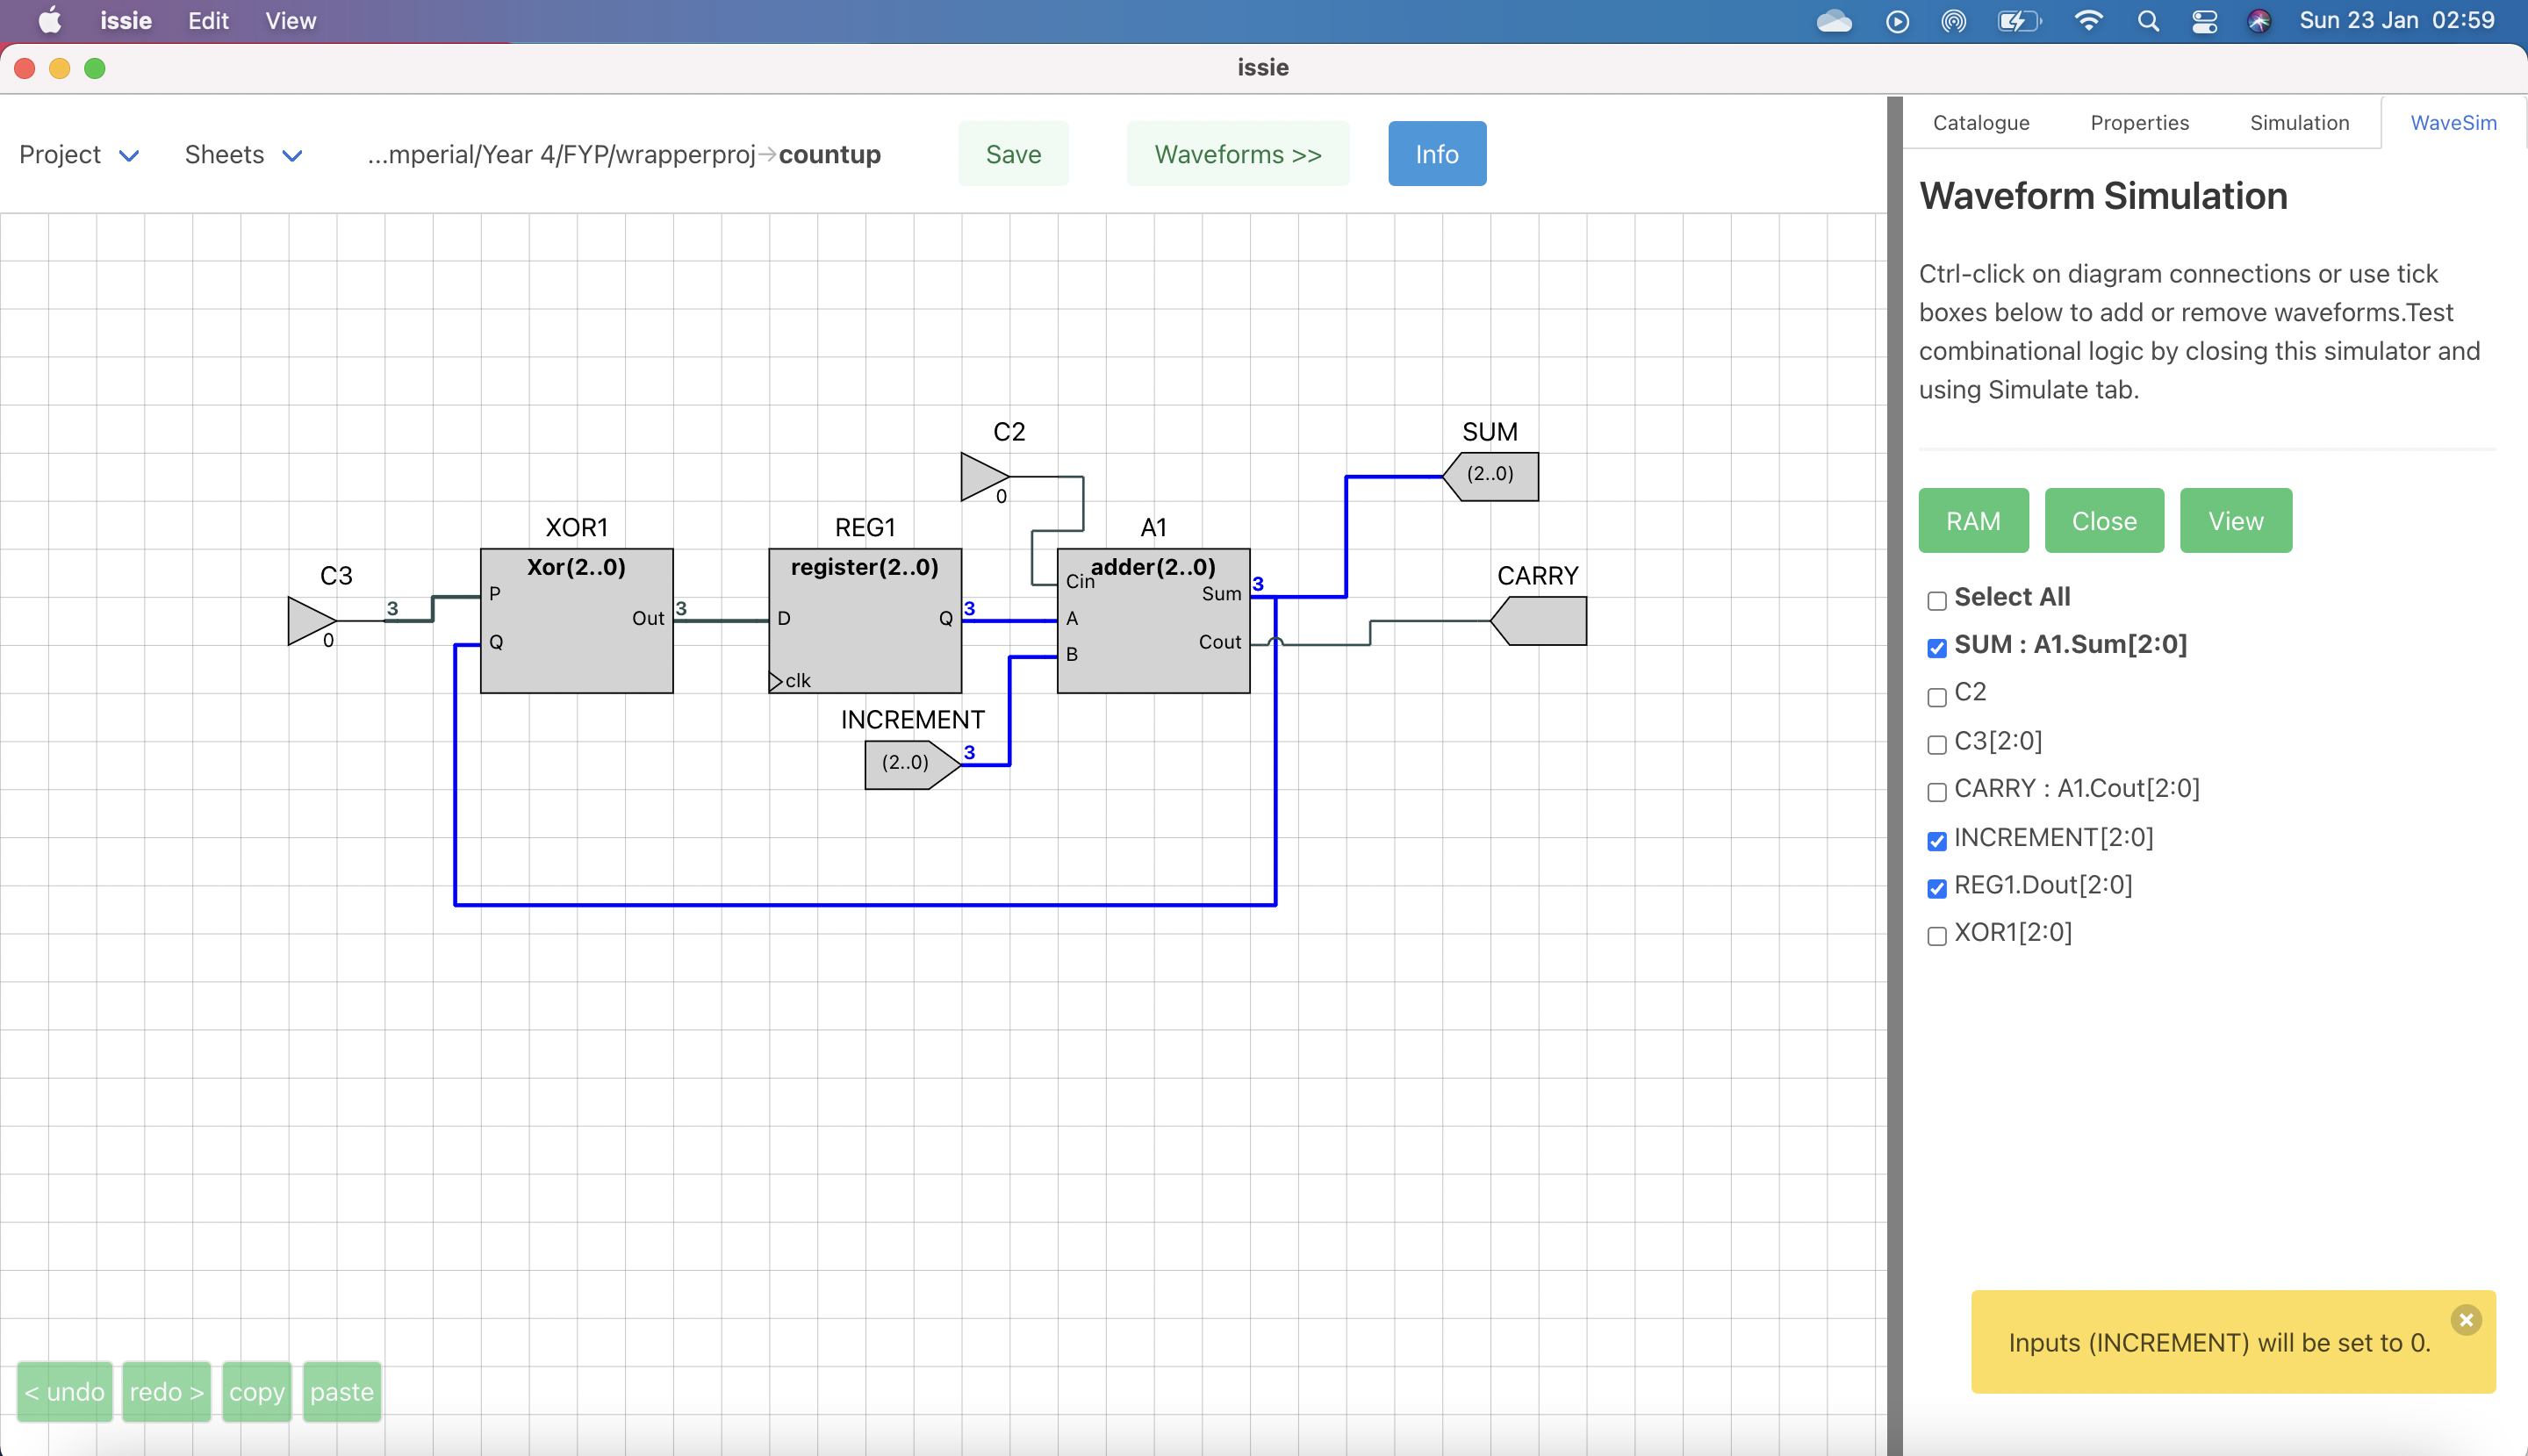 issie Edit View Sun 23 Jan 02:59
issie
Project Sheets ...mperial/Year 4/FYP/wrapperproj→countup Save Waveforms >> Info
Catalogue Properties Simulation WaveSim
Waveform Simulation
Ctrl-click on diagram connections or use tick
boxes below to add or remove waveforms.Test
combinational logic by closing this simulator and
using Simulate tab.
RAM Close View
Select All
SUM : A1.Sum[2:0]
C2
C3[2:0]
CARRY : A1.Cout[2:0]
INCREMENT[2:0]
REG1.Dout[2:0]
XOR1[2:0]
Inputs (INCREMENT) will be set to 0.
C3
3
0
XOR1
Xor(2..0)
P
Q
Out
3
REG1
register(2..0)
D
Q
clk
3
C2
0
INCREMENT
(2..0)
3
A1
adder(2..0)
Cin
A
B
Sum
Cout
3
SUM
(2..0)
CARRY
< undo redo > copy paste